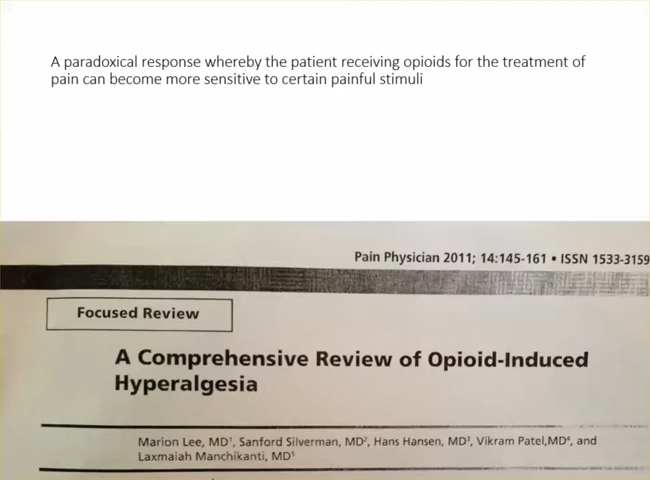 A paradoxical response whereby the patient receiving opioids for the treatment of
pain can become more sensitive to certain painful stimuli
Pain Physician 2011; 14:145-161 • ISSN 1533-3159
Focused Review
A Comprehensive Review of Opioid-Induced
Hyperalgesia
Marion Lee, MD¹, Sanford Silverman, MD², Hans Hansen, MD³, Vikram Patel,MD⁴, and
Laxmaiah Manchikanti, MD⁵